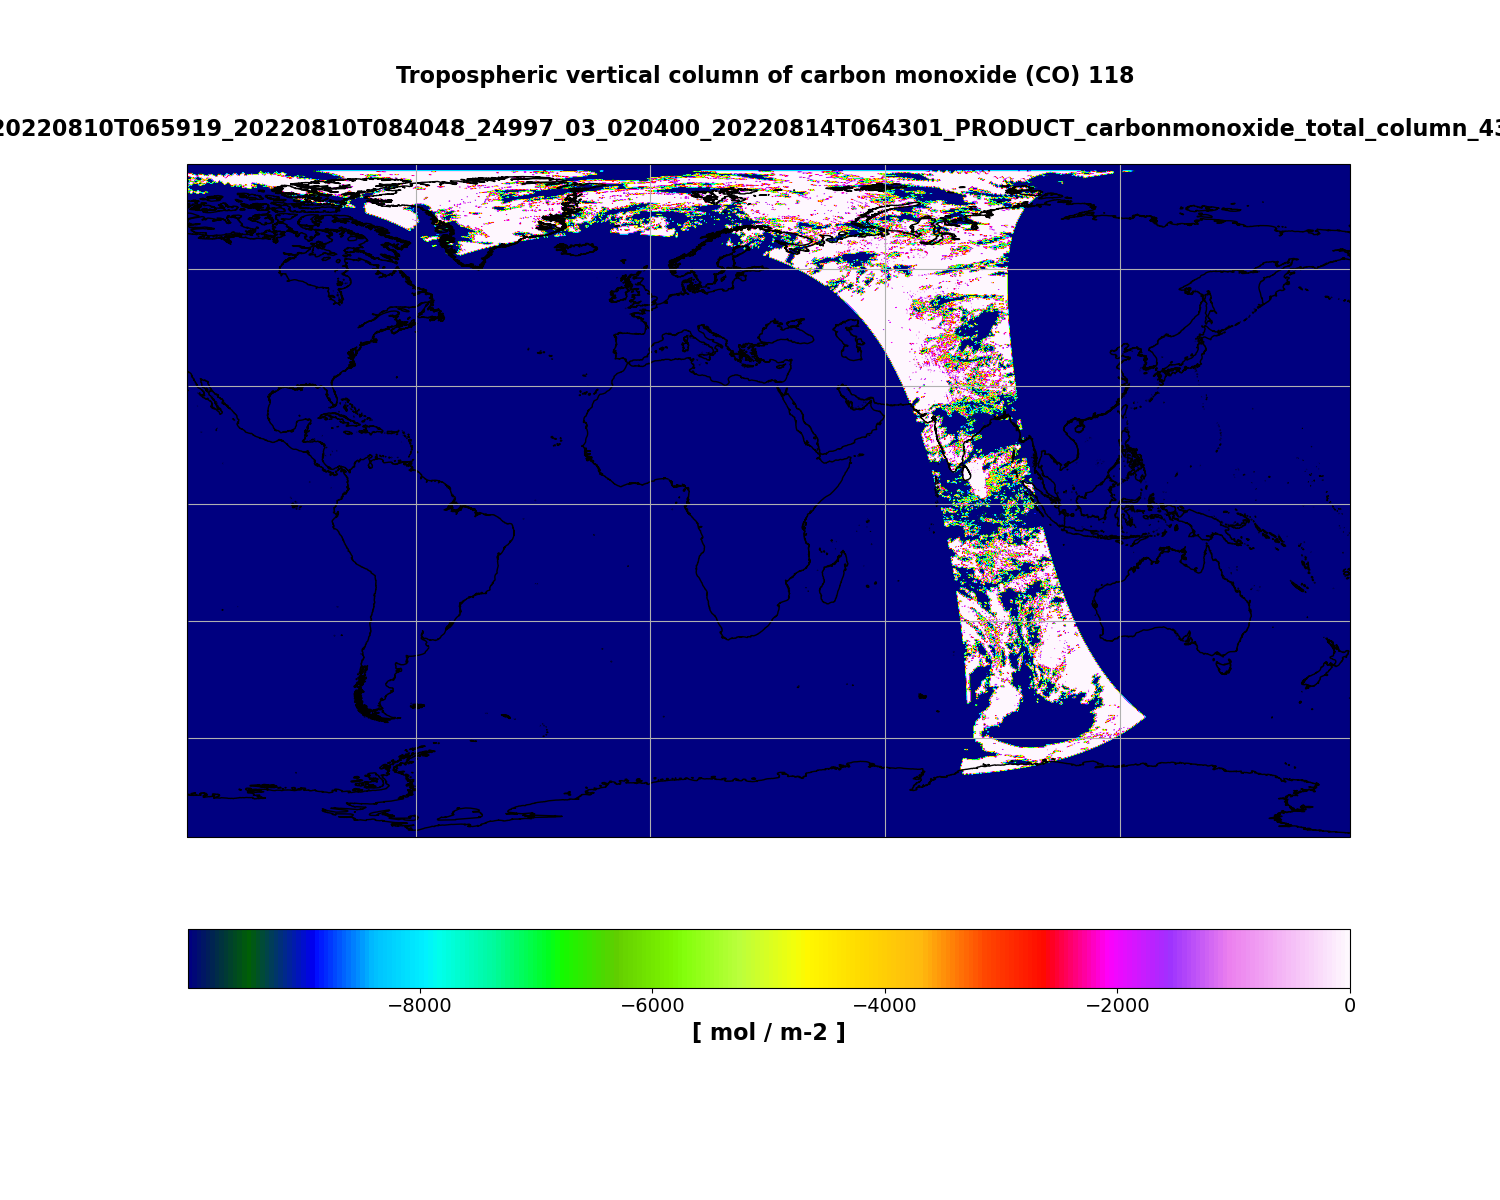 Tropospheric vertical column of carbon monoxide (CO) 118
20220810T065919_20220810T084048_24997_03_020400_20220814T064301_PRODUCT_carbonmonoxide_total_column_43
−8000 −6000 −4000 −2000 0
[ mol / m-2 ]